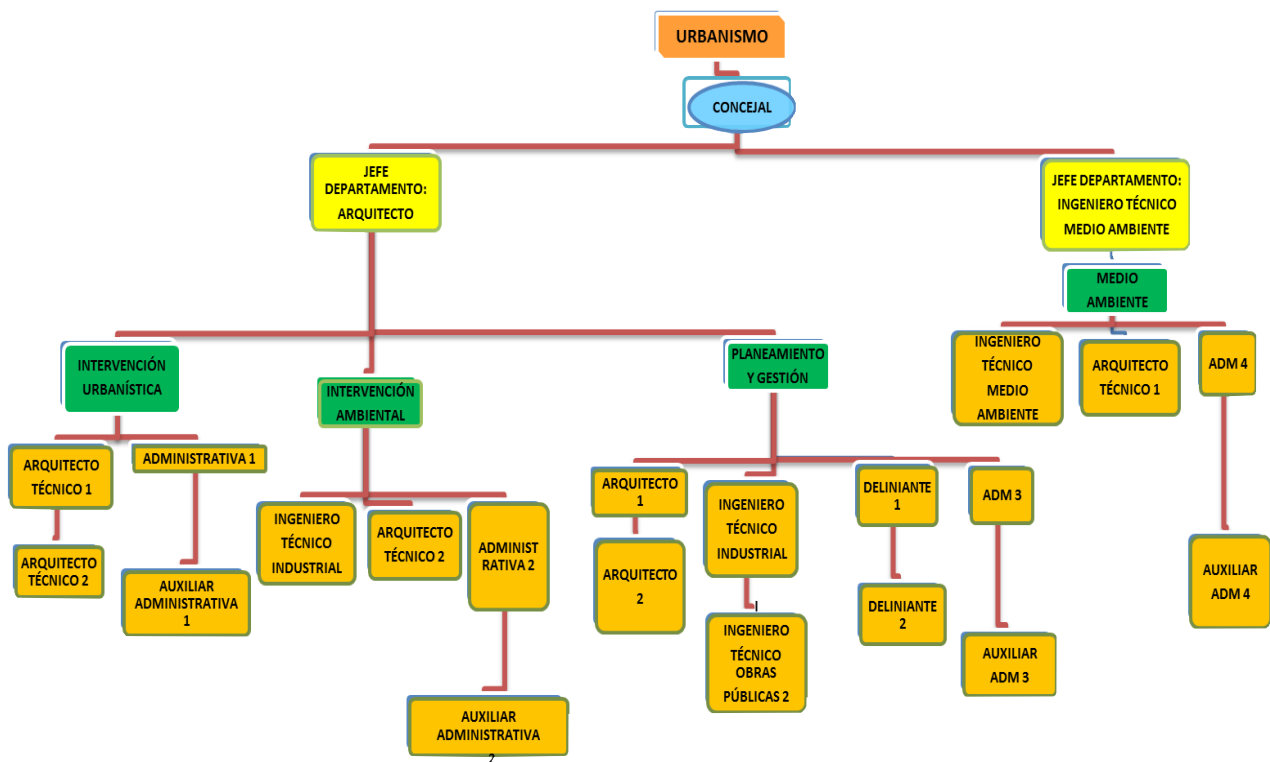 URBANISMO
CONCEJAL
JEFE
DEPARTAMENTO:
ARQUITECTO
JEFE DEPARTAMENTO:
INGENIERO TÉCNICO
MEDIO AMBIENTE
MEDIO
AMBIENTE
INGENIERO
TÉCNICO
MEDIO
AMBIENTE
ARQUITECTO
TÉCNICO 1
ADM 4
AUXILIAR
ADM 4
INTERVENCIÓN
URBANÍSTICA
ARQUITECTO
TÉCNICO 1
ARQUITECTO
TÉCNICO 2
ADMINISTRATIVA 1
AUXILIAR
ADMINISTRATIVA
1
INTERVENCIÓN
AMBIENTAL
INGENIERO
TÉCNICO
INDUSTRIAL
ARQUITECTO
TÉCNICO 2
ADMINIST
RATIVA 2
AUXILIAR
ADMINISTRATIVA
2
PLANEAMIENTO
Y GESTIÓN
ARQUITECTO
1
ARQUITECTO
2
INGENIERO
TÉCNICO
INDUSTRIAL
INGENIERO
TÉCNICO
OBRAS
PÚBLICAS 2
DELINIANTE
1
DELINIANTE
2
ADM 3
AUXILIAR
ADM 3